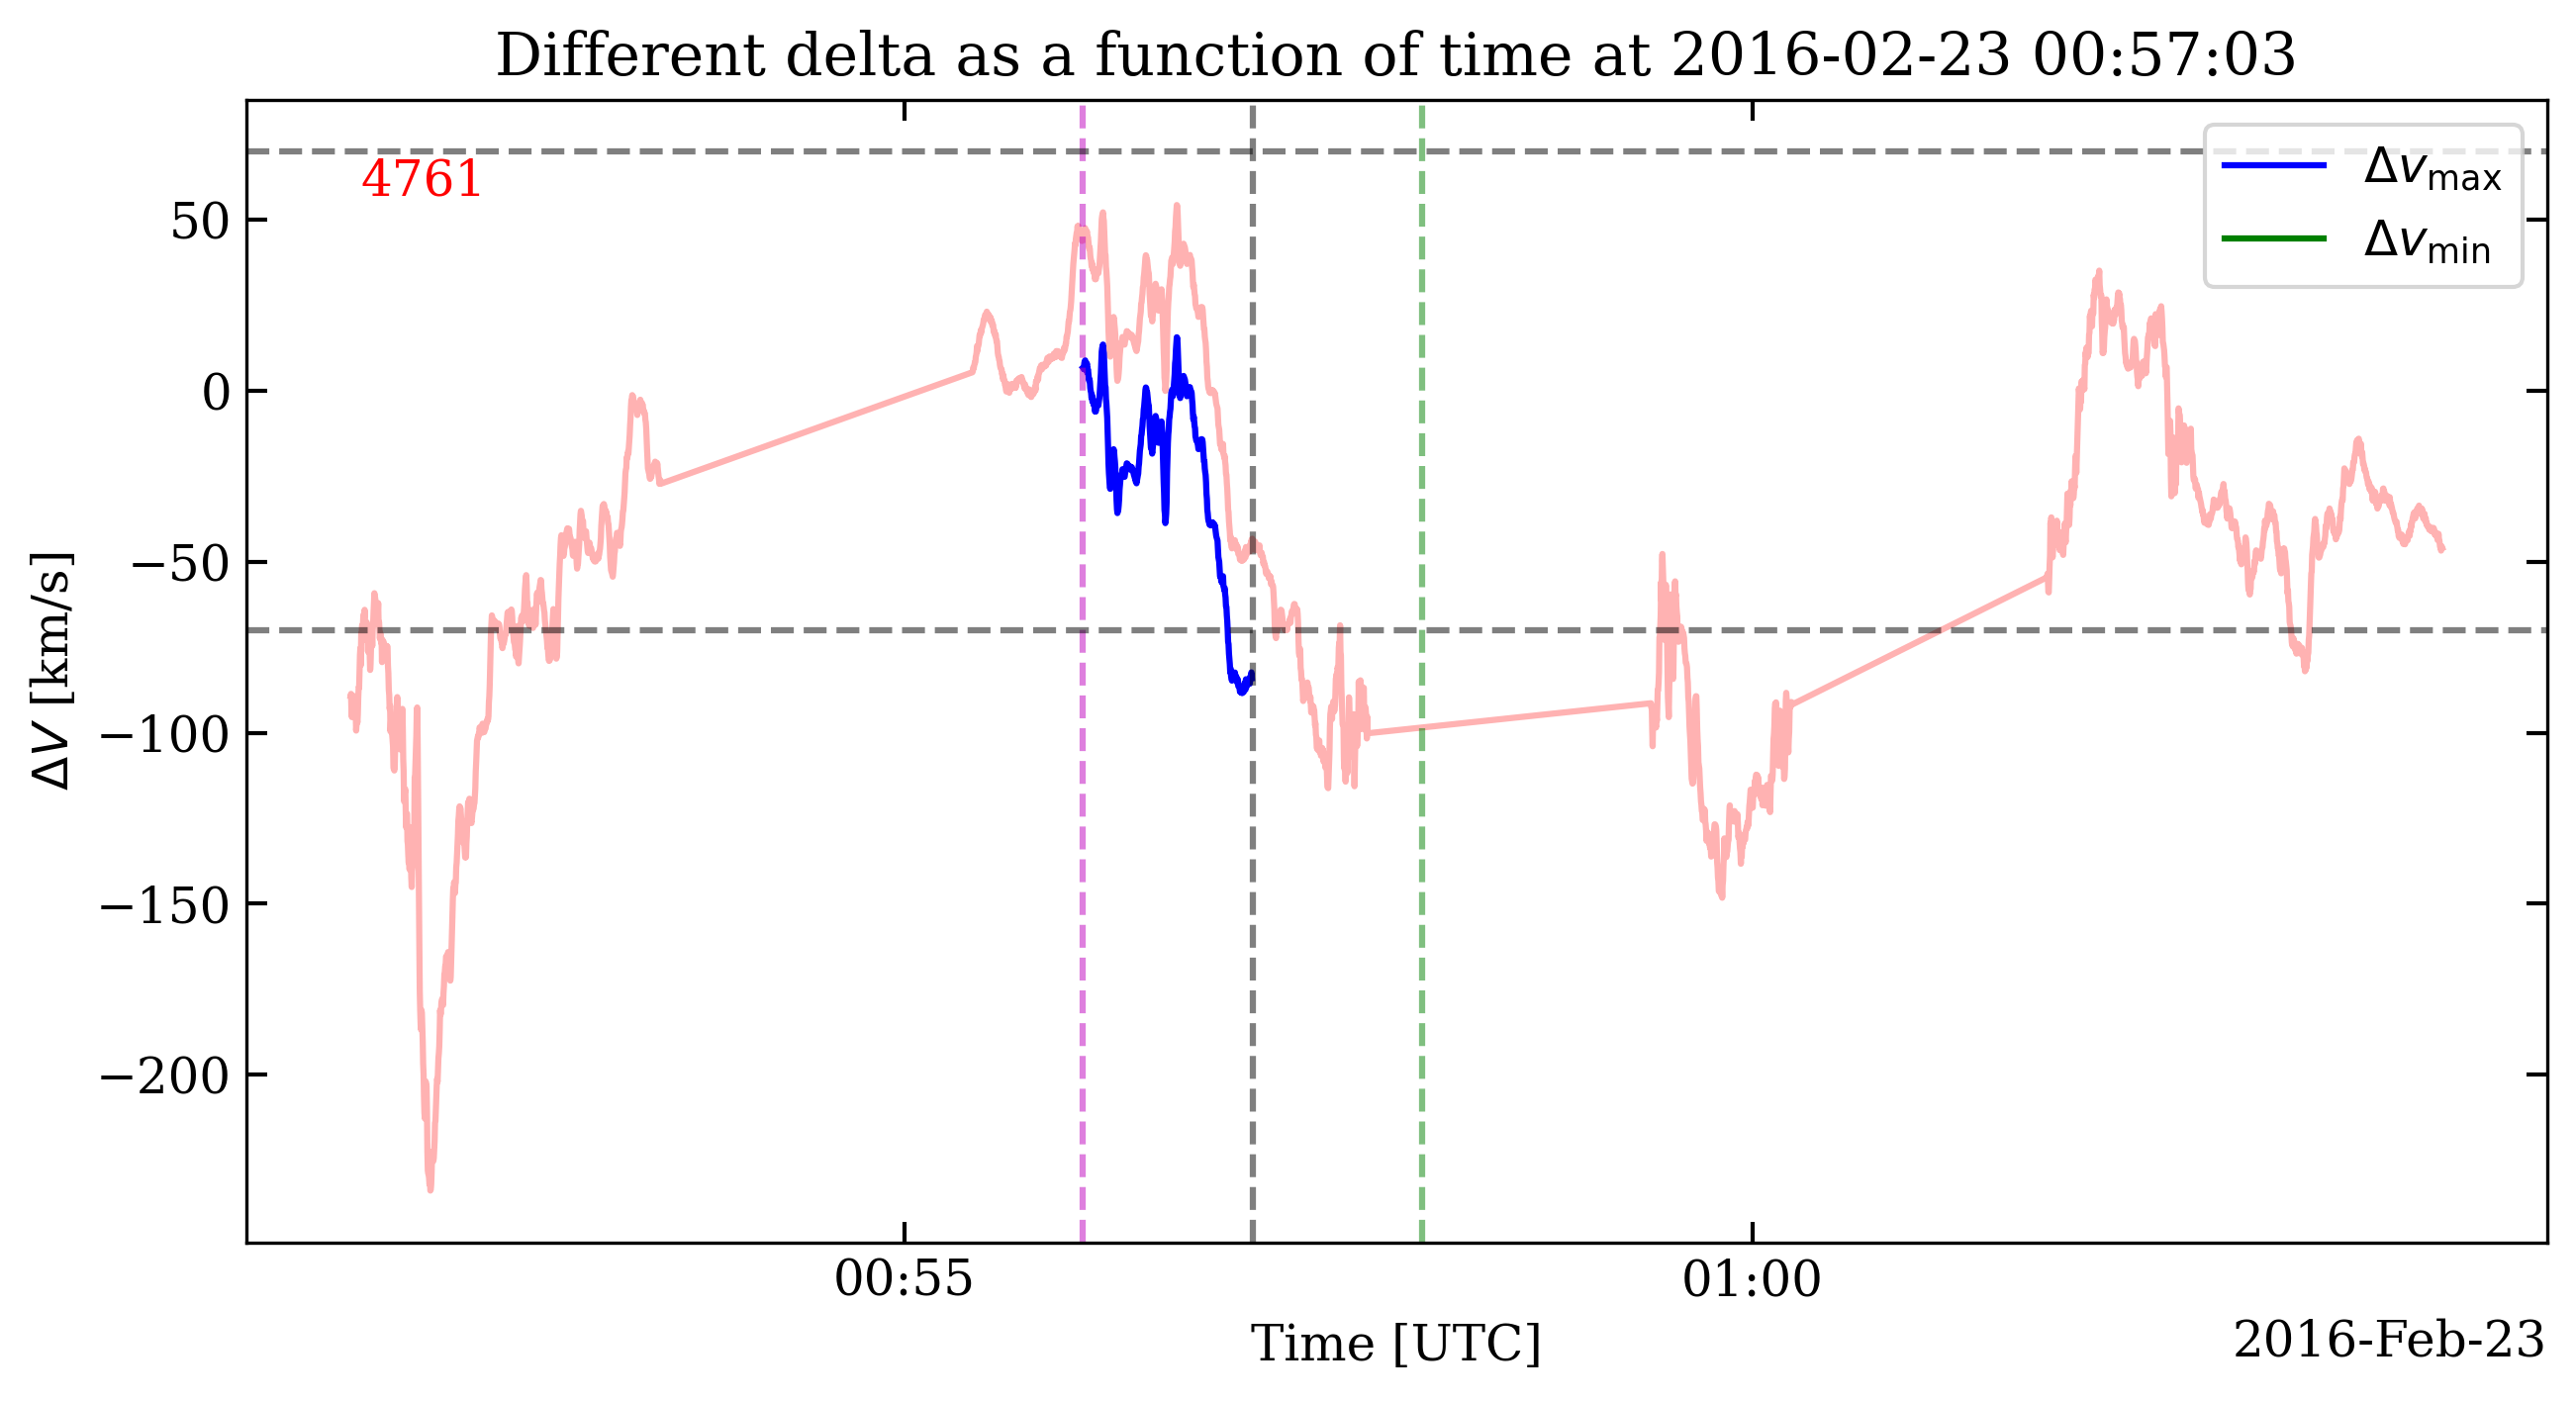 Different delta as a function of time at 2016-02-23 00:57:03
4761
Δv_max
Δv_min
50
0
−50
−100
−150
−200
ΔV [km/s]
00:55
01:00
Time [UTC]
2016-Feb-23